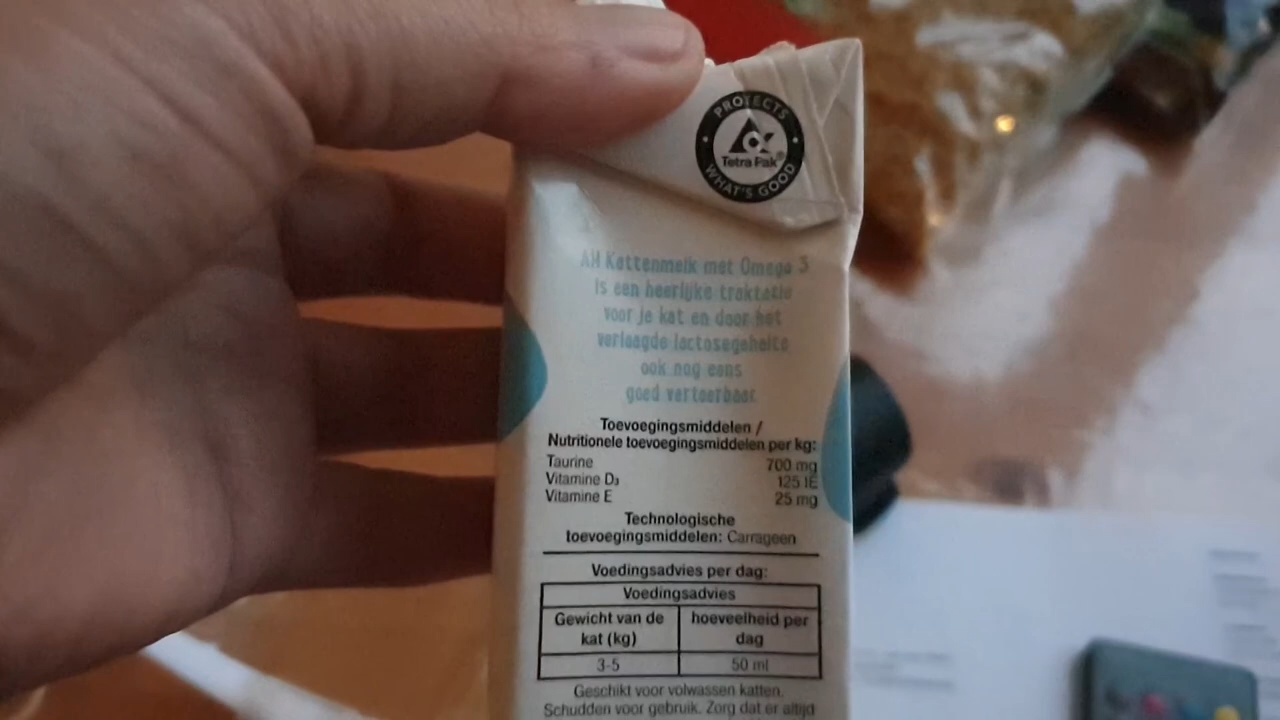 PROTECTS
Tetra Pak®
WHAT'S GOOD
AH Kattenmelk met Omega 3
is een heerlijke traktatie
voor je kat en door het
verlaagde lactosegehalte
ook nog eens
goed verteerbaar.
Toevoegingsmiddelen /
Nutritionele toevoegingsmiddelen per kg:
Taurine 700 mg
Vitamine D₃ 125 IE
Vitamine E 25 mg
Technologische
toevoegingsmiddelen: Carrageen
Voedingsadvies per dag:
Voedingsadvies
Gewicht van de kat (kg) hoeveelheid per dag
3-5 50 ml
Geschikt voor volwassen katten.
Schudden voor gebruik. Zorg dat er altijd